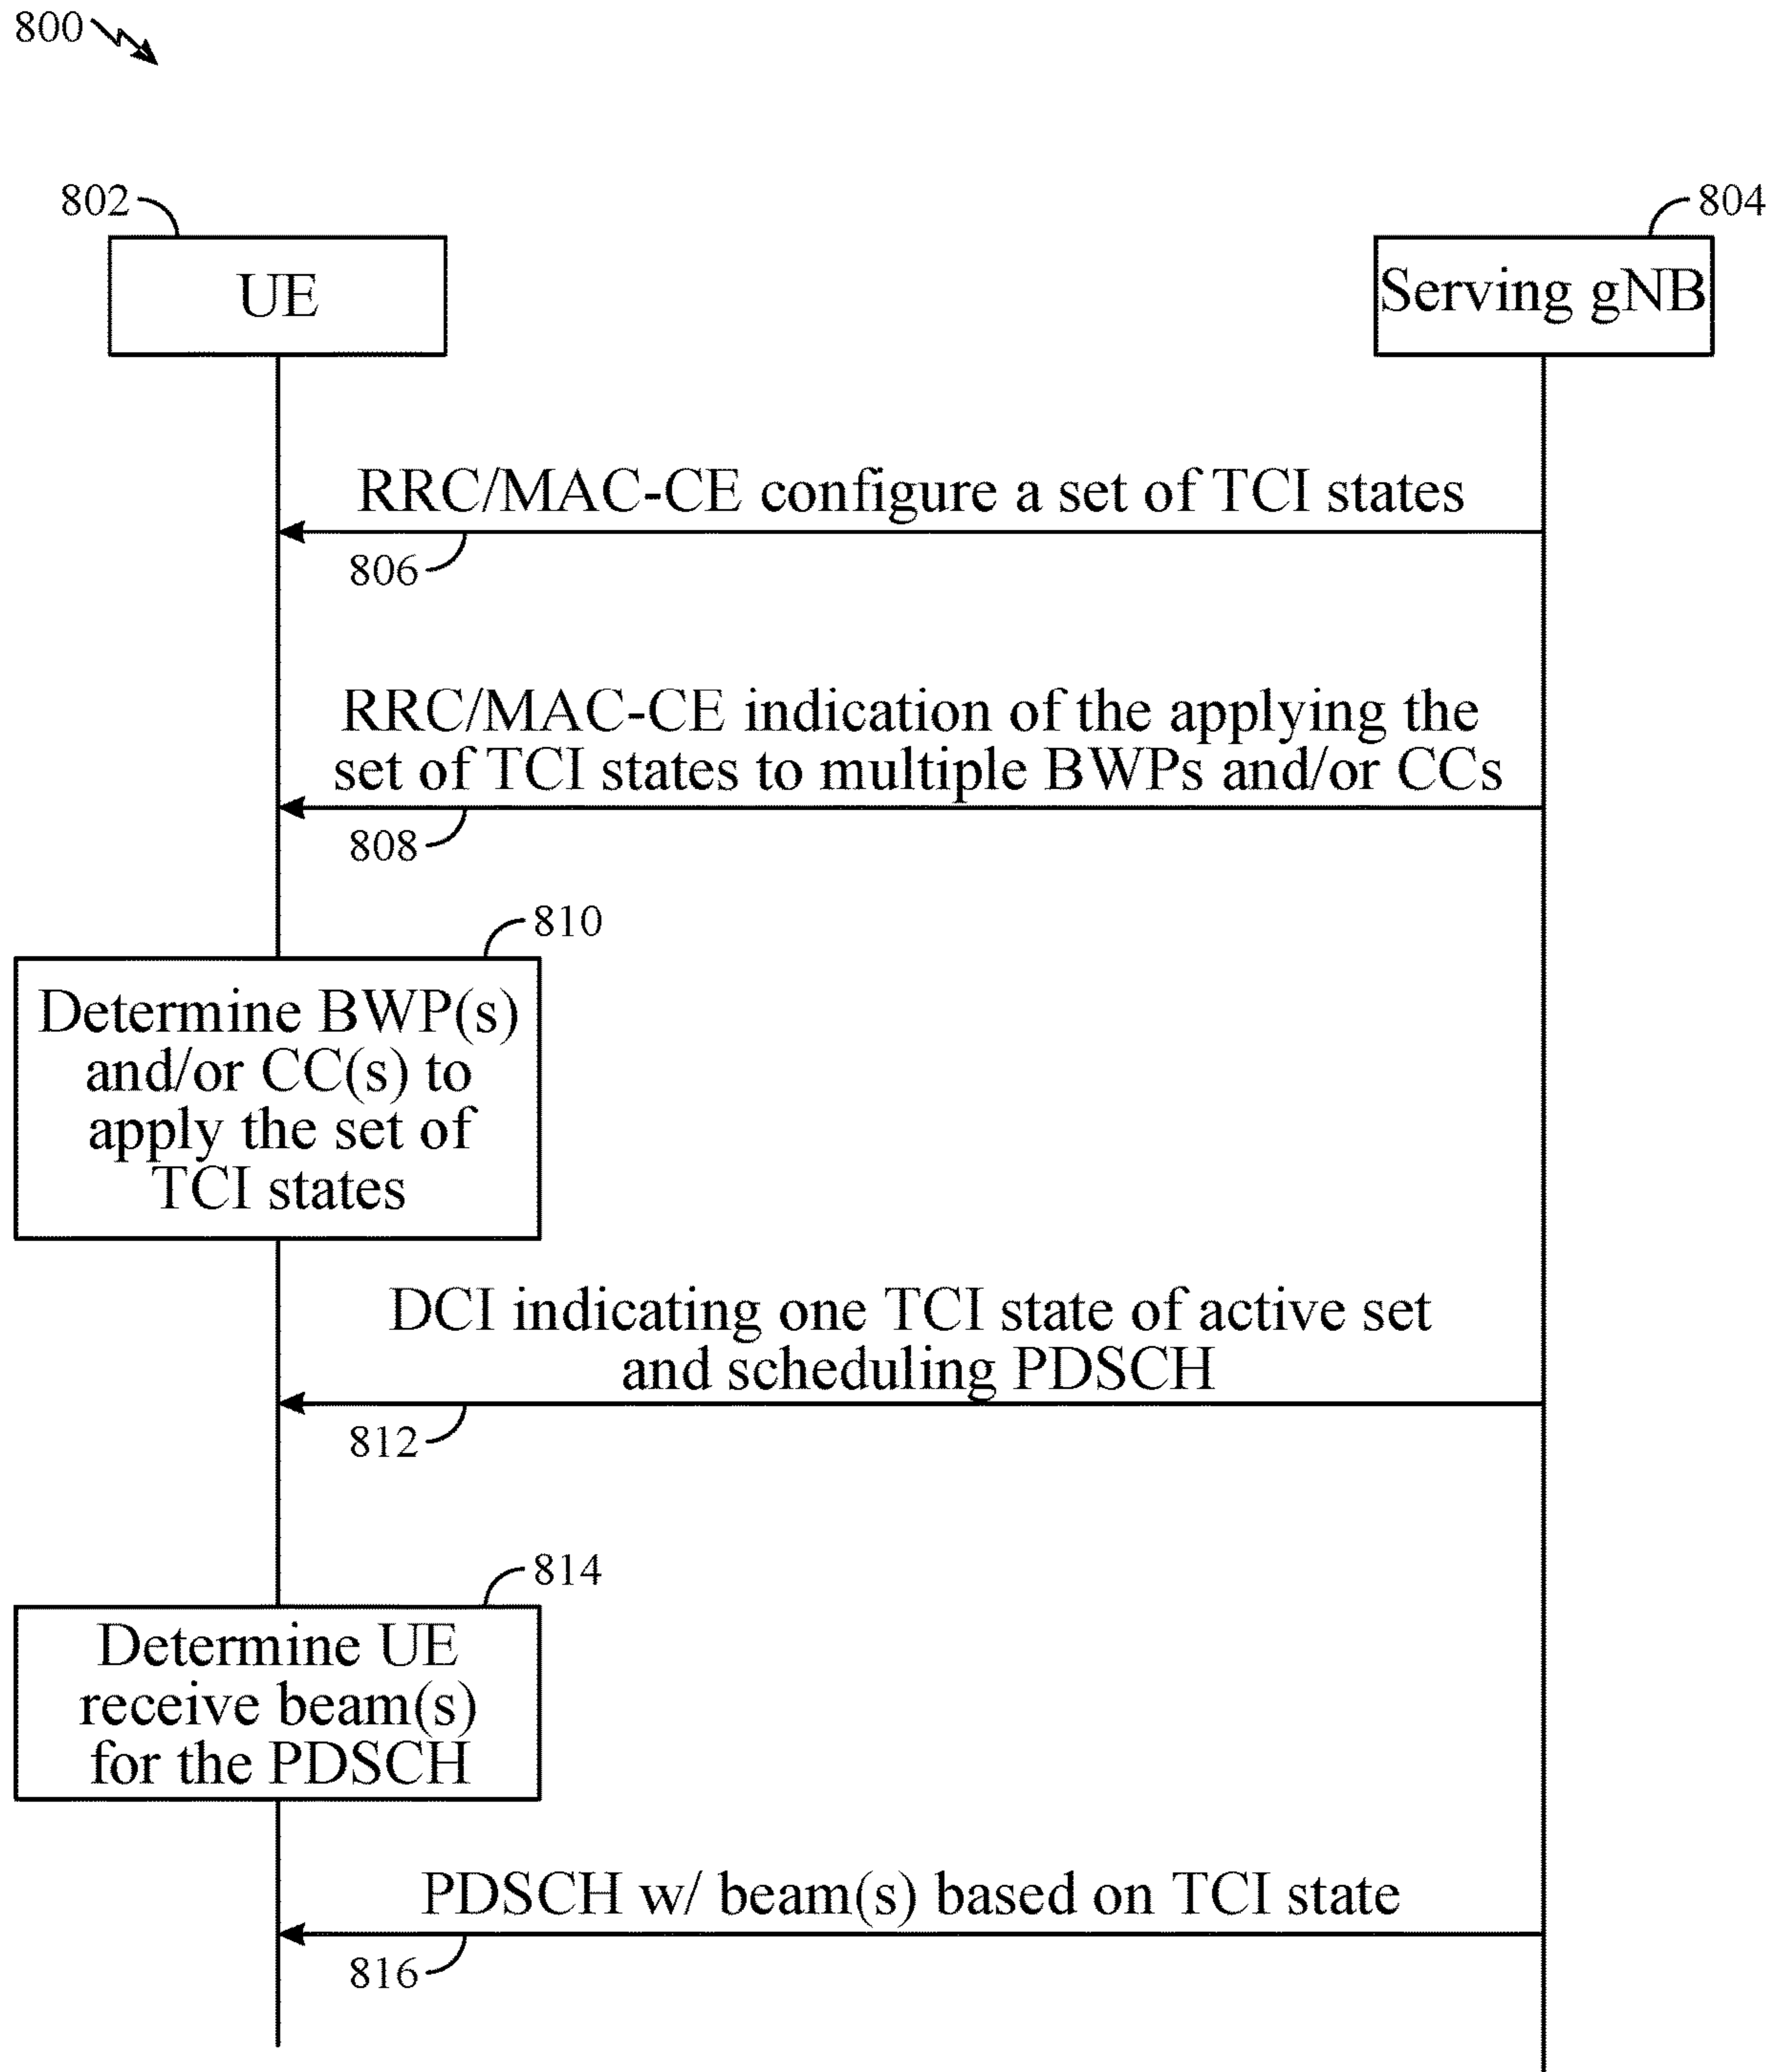 800
802
804
UE
Serving gNB
RRC/MAC-CE configure a set of TCI states
806
RRC/MAC-CE indication of the applying the
set of TCI states to multiple BWPs and/or CCs
808
810
Determine BWP(s)
and/or CC(s) to
apply the set of
TCI states
DCI indicating one TCI state of active set
and scheduling PDSCH
812
814
Determine UE
receive beam(s)
for the PDSCH
PDSCH w/ beam(s) based on TCI state
816